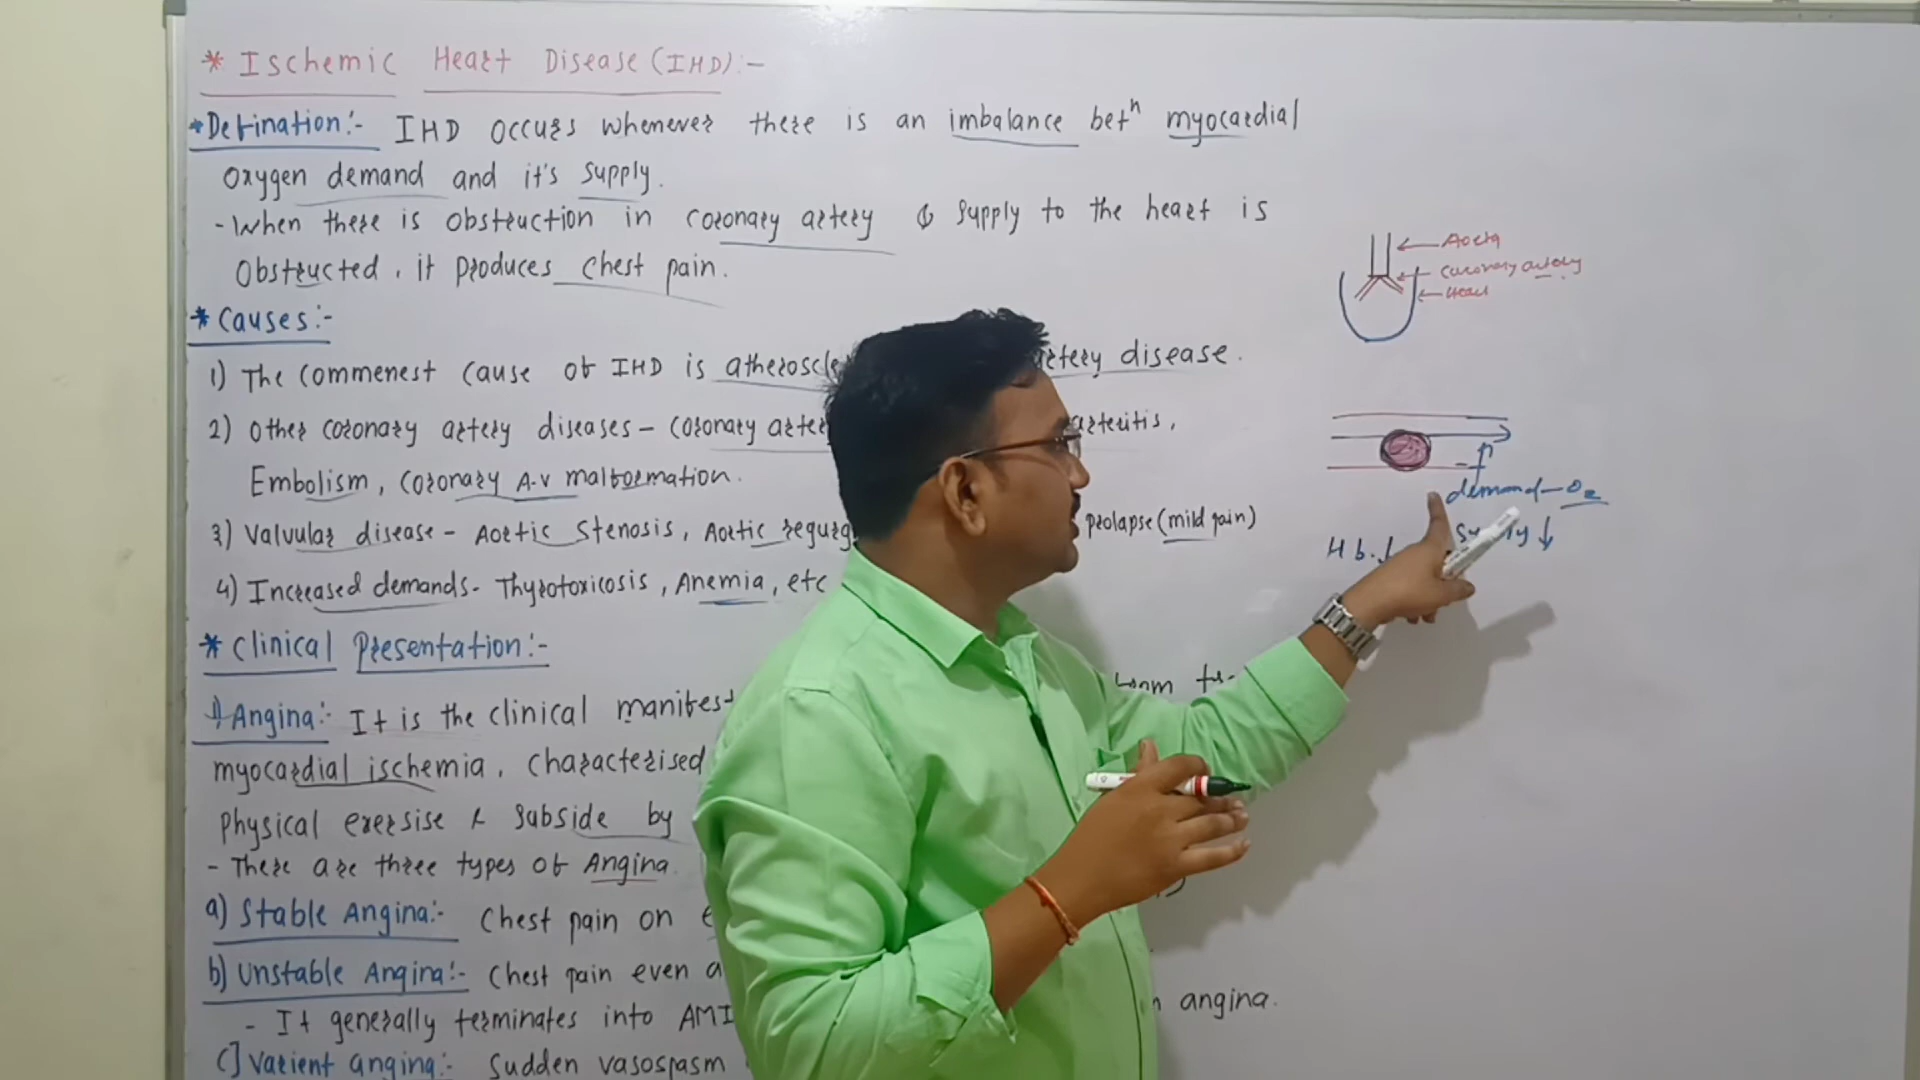 * Ischemic Heart Disease (IHD):-
*Defination:- IHD occurs whenever there is an imbalance betn myocardial
Oxygen demand and it's supply.
- When there is obstruction in coronary artery & supply to the heart is
Obstructed, it produces chest pain.
* Causes:-
1) The commenest cause of IHD is artery disease.
2) Other coronary artery diseases - coronary arteritis,
Embolism, coronary A-V malformation.
3) Valvular disease - Aortic stenosis, Aortic prolapse (mild pain)
4) Increased demands - Thyrotoxicosis, Anemia, etc
* Clinical Presentation:-
1) Angina:- It is the clinical
myocardial ischemia, characterised
physical exersise & subside by
- There are three types of Angina.
a) Stable Angina:- Chest pain on
b) Unstable Angina:- Chest pain even angina.
- It generally terminates into AMI
c] Varient angina:- Sudden vasospasm
Aorta
coronary artery
Heart
demand - O2
Hb. ↓ ↓